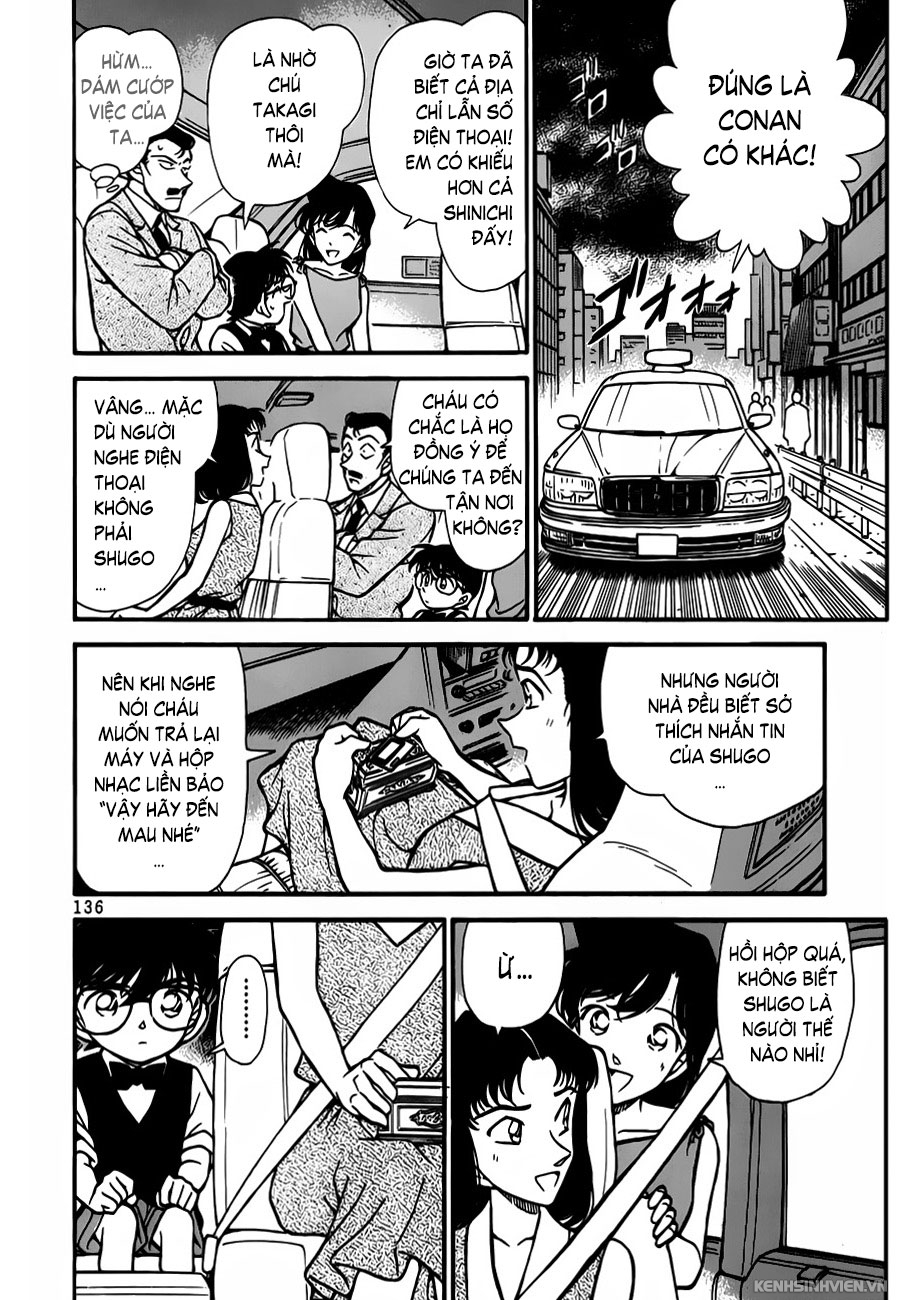 ĐÚNG LÀ
CONAN
CÓ KHÁC!
ゴオオオ
GIỜ TA ĐÃ
BIẾT CẢ ĐỊA
CHỈ LẪN SỐ
ĐIỆN THOẠI!
EM CÓ KHIẾU
HƠN CẢ
SHINICHI
ĐẤY!
LÀ NHỜ
CHÚ
TAKAGI
THÔI
MÀ!
HỪM...
DÁM CƯỚP
VIỆC CỦA
TA...
CHÁU CÓ
CHẮC LÀ HỌ
ĐỒNG Ý ĐỂ
CHÚNG TA ĐẾN
TẬN NƠI
KHÔNG?
VÂNG... MẶC
DÙ NGƯỜI
NGHE ĐIỆN
THOẠI
KHÔNG
PHẢI
SHUGO
...
NHƯNG NGƯỜI
NHÀ ĐỀU BIẾT SỞ
THÍCH NHẮN TIN
CỦA SHUGO
...
NÊN KHI NGHE
NÓI CHÁU
MUỐN TRẢ LẠI
MÁY VÀ HỘP
NHẠC LIỀN BẢO
"VẬY HÃY ĐẾN
MAU NHÉ"
...
136
HỒI HỘP QUÁ,
KHÔNG BIẾT
SHUGO LÀ
NGƯỜI THẾ
NÀO NHỈ!
Ừ...
.........
KENHSINHVIEN.VN